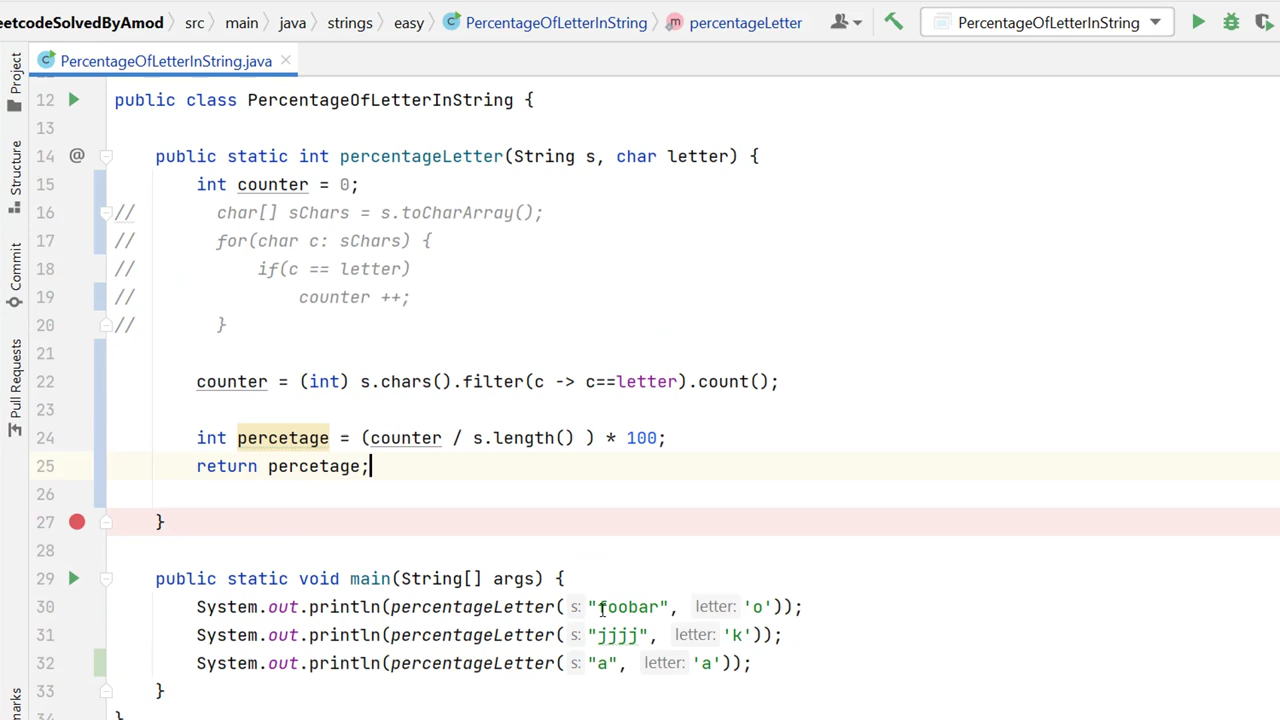 eetcodeSolvedByAmod src main java strings easy PercentageOfLetterInString percentageLetter PercentageOfLetterInString
PercentageOfLetterInString.java
Project
Structure
Commit
Pull Requests
marks
12 public class PercentageOfLetterInString {
13
14 @ public static int percentageLetter(String s, char letter) {
15 int counter = 0;
16 // char[] sChars = s.toCharArray();
17 // for(char c: sChars) {
18 // if(c == letter)
19 // counter ++;
20 // }
21
22 counter = (int) s.chars().filter(c -> c==letter).count();
23
24 int percetage = (counter / s.length() ) * 100;
25 return percetage;
26
27 }
28
29 public static void main(String[] args) {
30 System.out.println(percentageLetter( s: "foobar", letter: 'o'));
31 System.out.println(percentageLetter( s: "jjjj", letter: 'k'));
32 System.out.println(percentageLetter( s: "a", letter: 'a'));
33 }
34 }